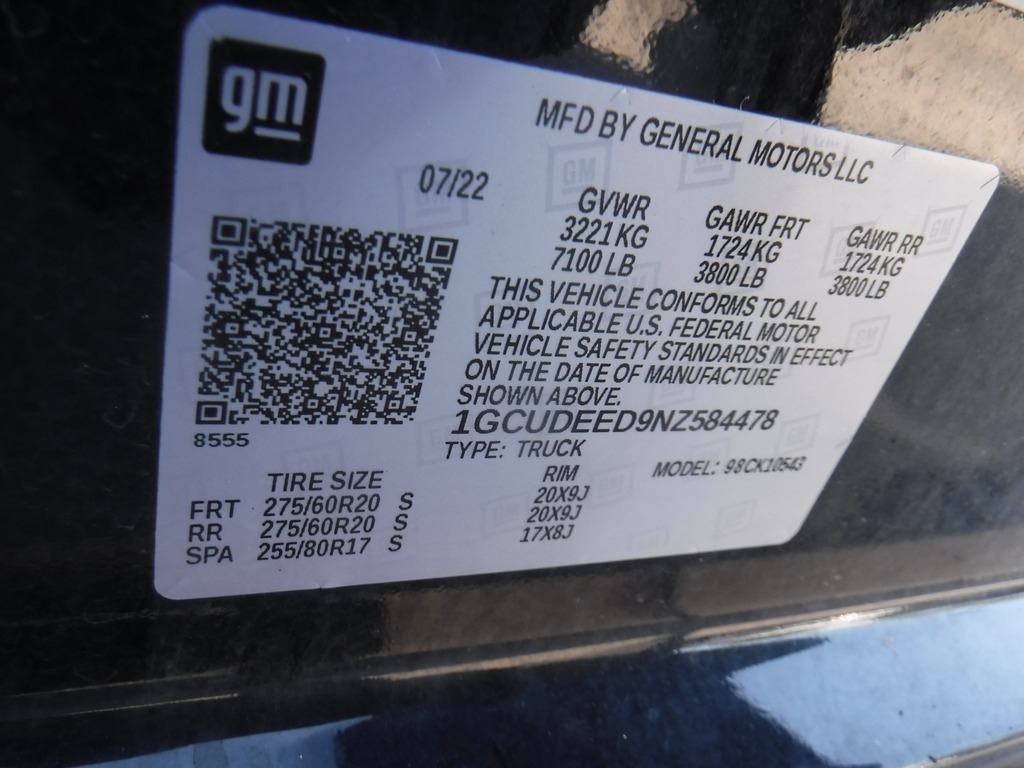 gm
MFD BY GENERAL MOTORS LLC
07/22
GVWR GAWR FRT GAWR RR
3221 KG 1724 KG 1724 KG
7100 LB 3800 LB 3800 LB
THIS VEHICLE CONFORMS TO ALL
APPLICABLE U.S. FEDERAL MOTOR
VEHICLE SAFETY STANDARDS IN EFFECT
ON THE DATE OF MANUFACTURE
SHOWN ABOVE.
1GCUDEED9NZ584478
8555
TYPE: TRUCK MODEL: 98CK10543
TIRE SIZE RIM
FRT 275/60R20 S 20X9J
RR 275/60R20 S 20X9J
SPA 255/80R17 S 17X8J